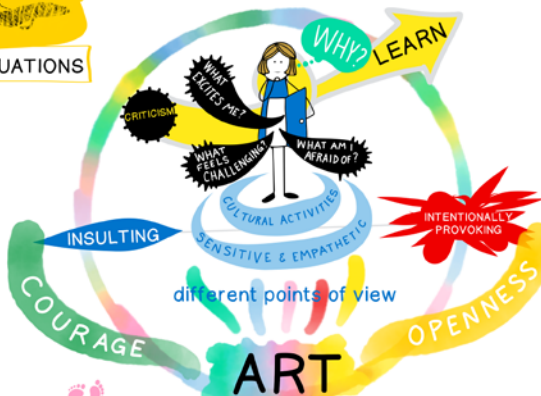 UATIONS
WHY?
LEARN
WHAT
EXCITES ME?
CRITICISM
WHAT
FEELS
CHALLENGING?
WHAT AM I
AFRAID OF?
CULTURAL ACTIVITIES
SENSITIVE & EMPATHETIC
INSULTING
INTENTIONALLY
PROVOKING
different points of view
COURAGE
OPENNESS
ART